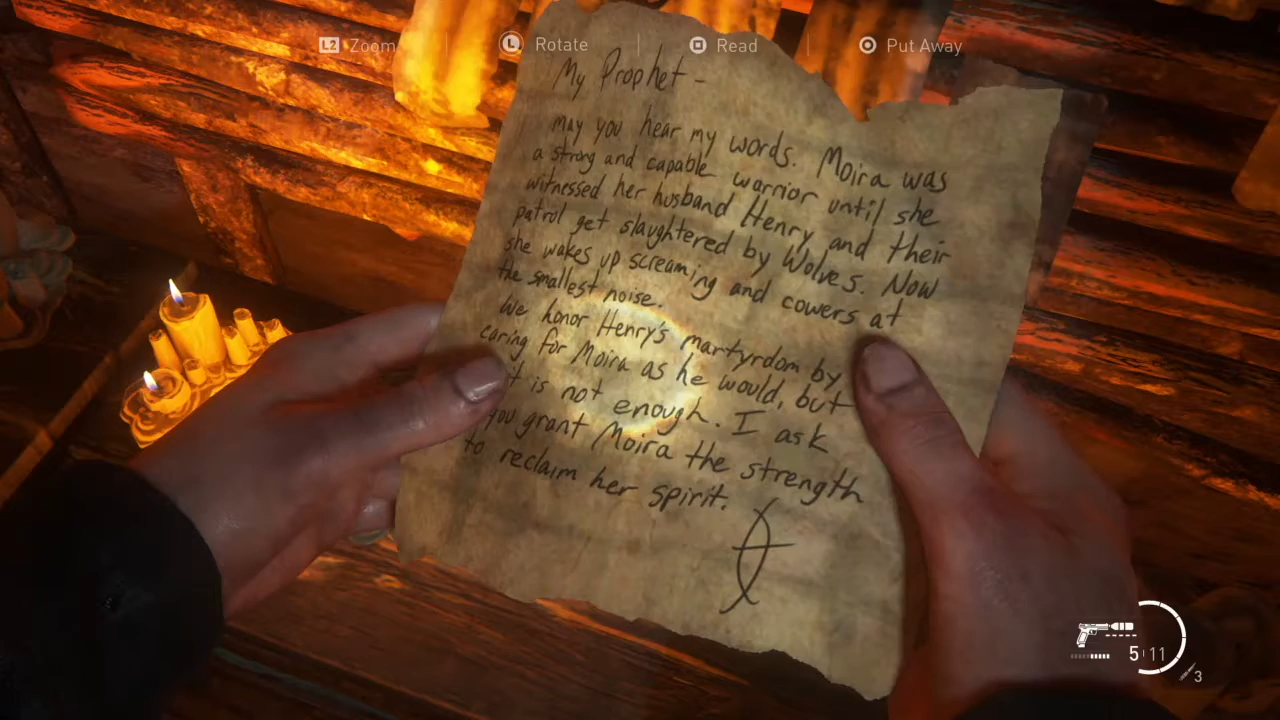 L2 Zoom | L Rotate | Read | Put Away
My Prophet -
may you hear my words. Moira was
a strong and capable warrior until she
witnessed her husband Henry and their
patrol get slaughtered by Wolves. Now
she wakes up screaming and cowers at
the smallest noise.
We honor Henry's martyrdom by
caring for Moira as he would, but
it is not enough. I ask
you grant Moira the strength
to reclaim her spirit.
5 | 11
3